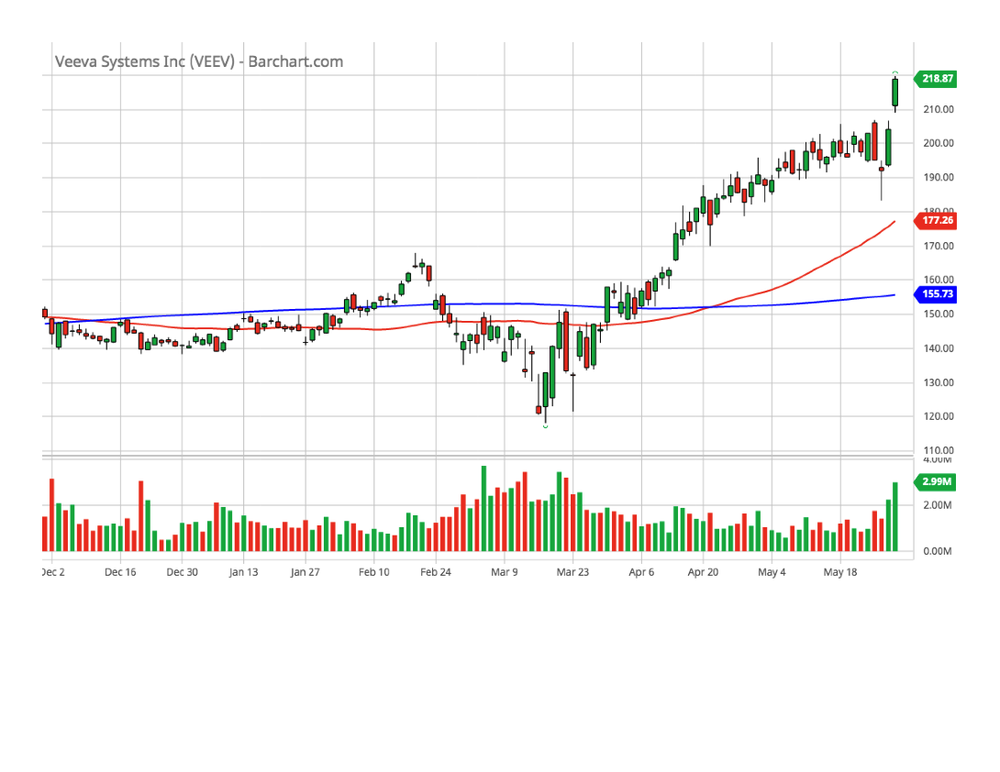 Veeva Systems Inc (VEEV) - Barchart.com
218.87
210.00
200.00
190.00
180.00
177.26
170.00
160.00
155.73
150.00
140.00
130.00
120.00
110.00
4.00M
2.99M
2.00M
0.00M
Dec 2 Dec 16 Dec 30 Jan 13 Jan 27 Feb 10 Feb 24 Mar 9 Mar 23 Apr 6 Apr 20 May 4 May 18